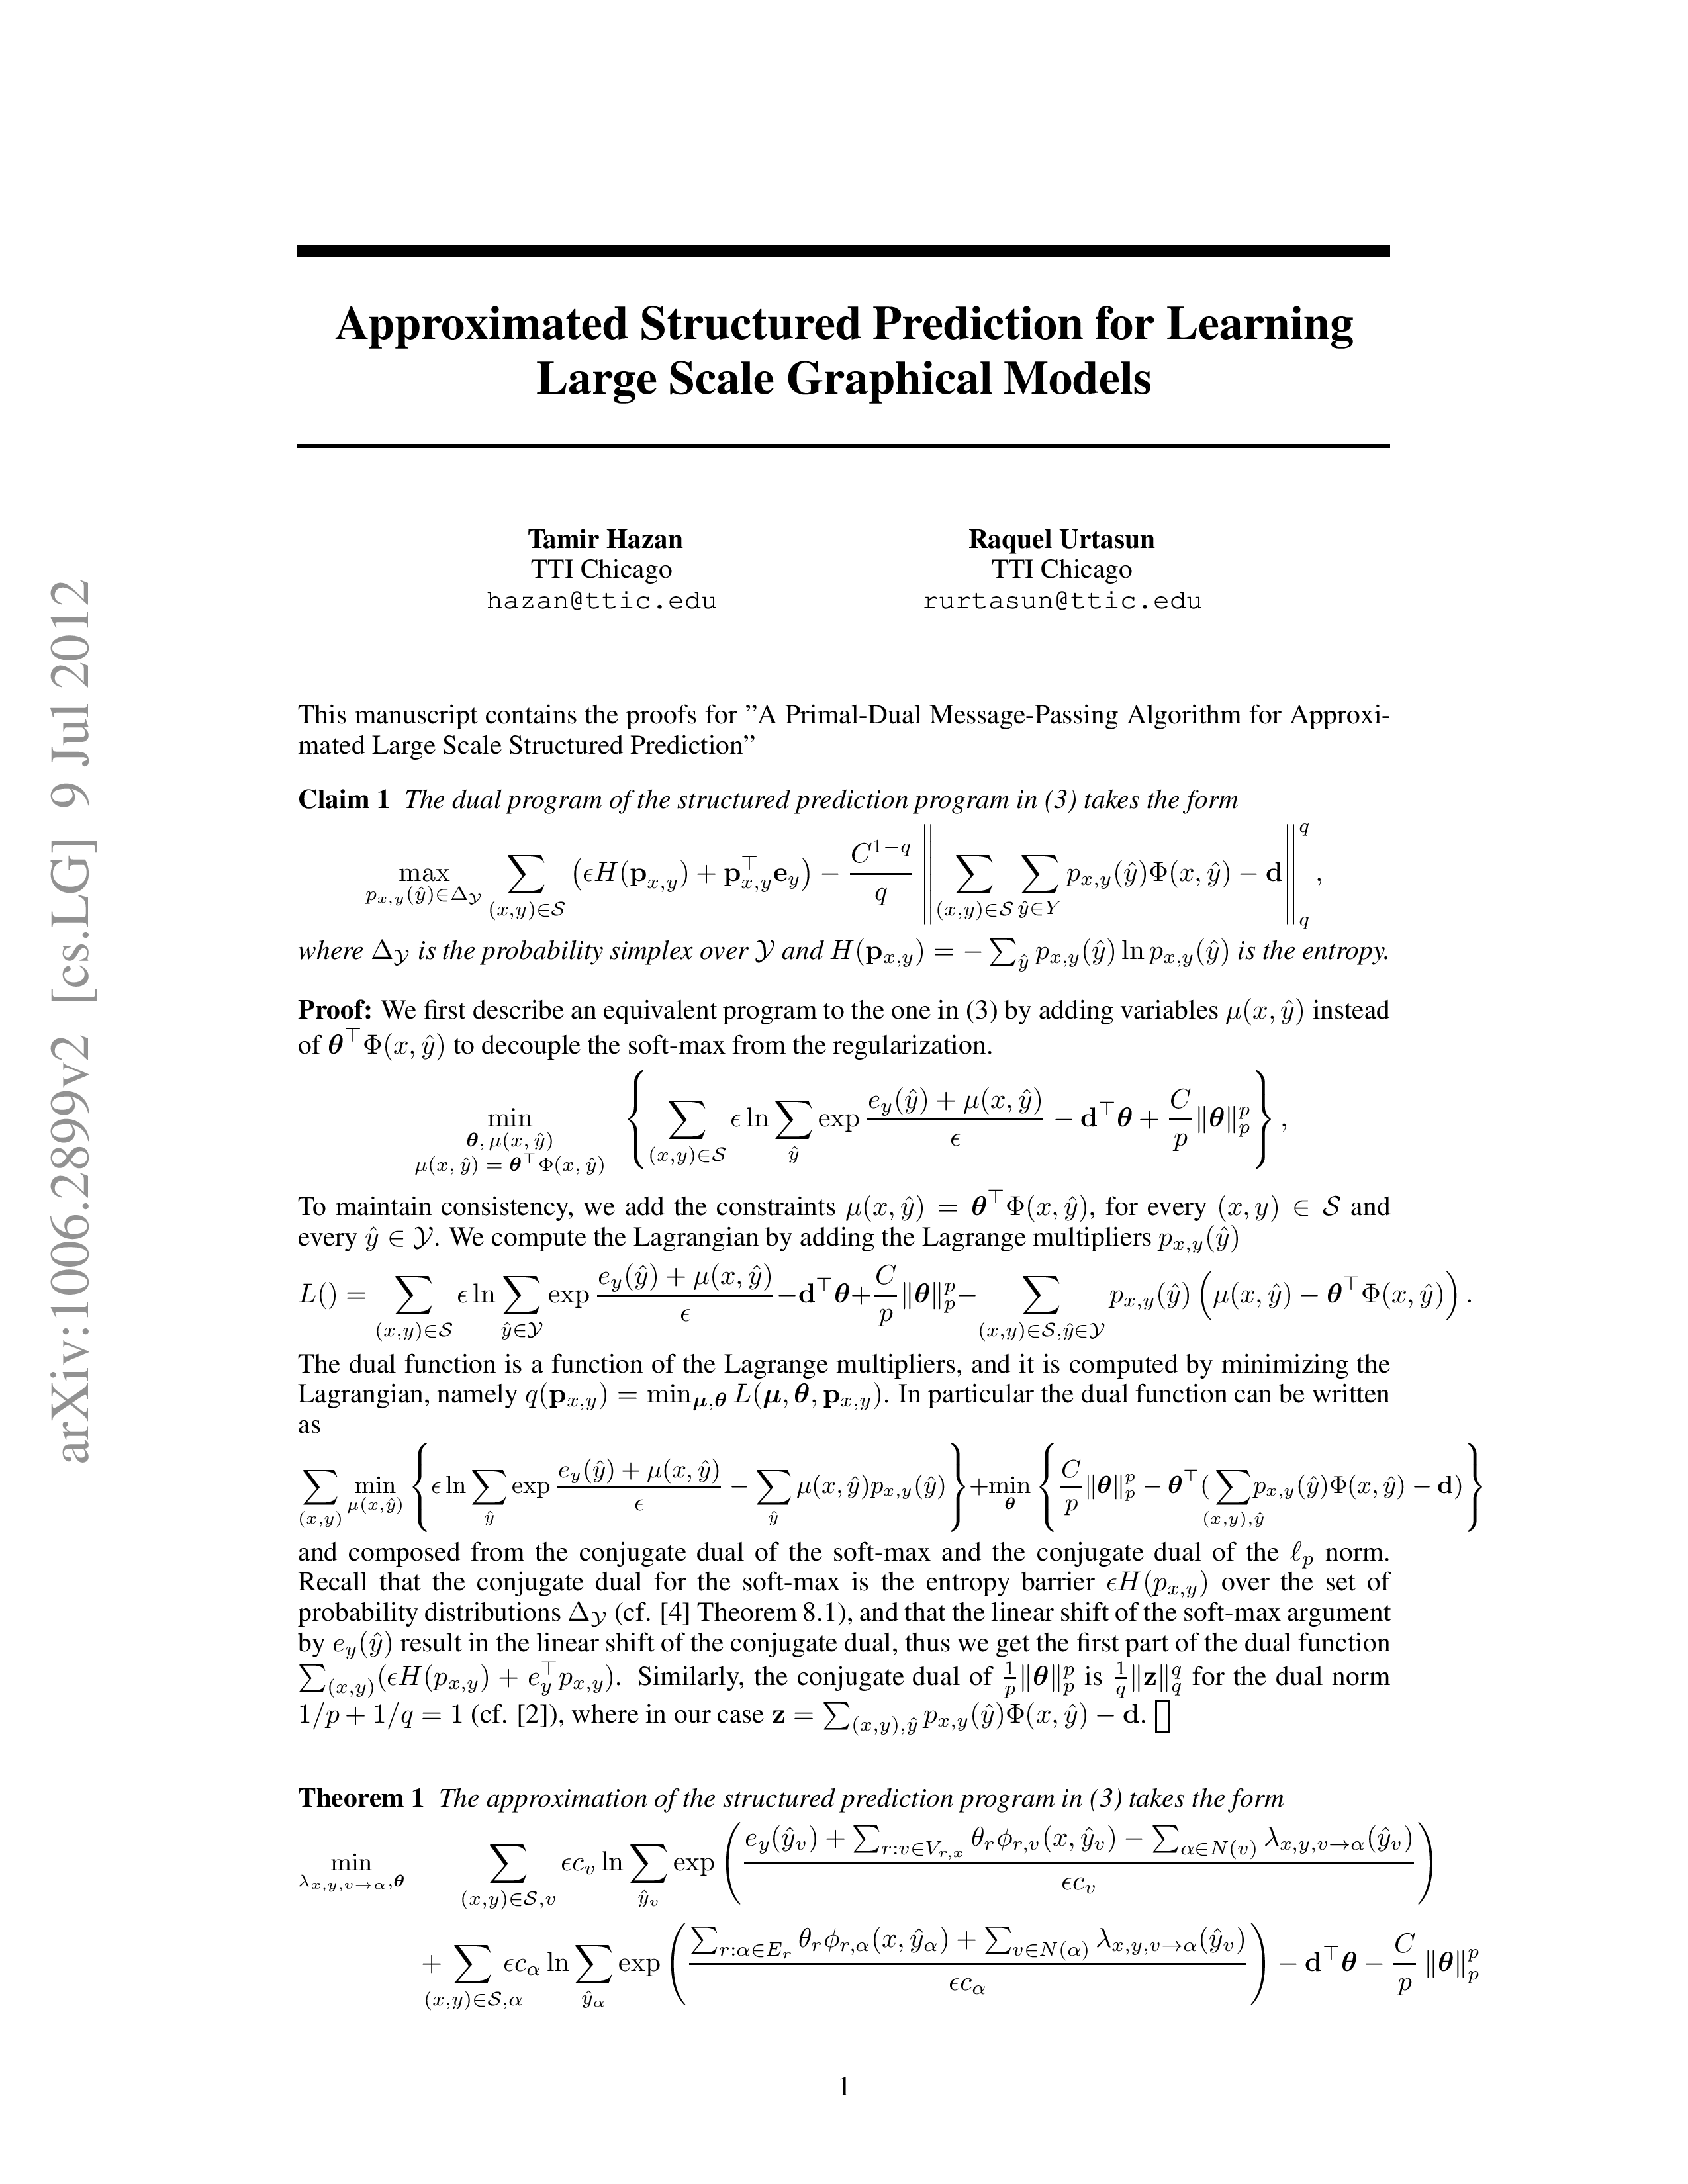 Approximated Structured Prediction for Learning
Large Scale Graphical Models
Tamir Hazan
TTI Chicago
hazan@ttic.edu
Raquel Urtasun
TTI Chicago
rurtasun@ttic.edu
arXiv:1006.2899v2 [cs.LG] 9 Jul 2012
This manuscript contains the proofs for ”A Primal-Dual Message-Passing Algorithm for Approxi-
mated Large Scale Structured Prediction”
Claim 1 The dual program of the structured prediction program in (3) takes the form
$\max_{p_{x,y}(\hat{y})\in\Delta_{\mathcal{Y}}} \sum_{(x,y)\in\mathcal{S}} \left(\epsilon H(\mathbf{p}_{x,y}) + \mathbf{p}_{x,y}^\top \mathbf{e}_y\right) - \frac{C^{1-q}}{q} \left\| \sum_{(x,y)\in\mathcal{S}} \sum_{\hat{y}\in Y} p_{x,y}(\hat{y})\Phi(x,\hat{y}) - \mathbf{d} \right\|_q^q ,$
where $\Delta_{\mathcal{Y}}$ is the probability simplex over $\mathcal{Y}$ and $H(\mathbf{p}_{x,y}) = -\sum_{\hat{y}} p_{x,y}(\hat{y}) \ln p_{x,y}(\hat{y})$ is the entropy.
Proof: We first describe an equivalent program to the one in (3) by adding variables $\mu(x,\hat{y})$ instead
of $\boldsymbol{\theta}^\top\Phi(x,\hat{y})$ to decouple the soft-max from the regularization.
$\min_{\substack{\boldsymbol{\theta},\mu(x,\hat{y}) \\ \mu(x,\hat{y}) = \boldsymbol{\theta}^\top\Phi(x,\hat{y})}} \left\{ \sum_{(x,y)\in\mathcal{S}} \epsilon \ln \sum_{\hat{y}} \exp \frac{e_y(\hat{y}) + \mu(x,\hat{y})}{\epsilon} - \mathbf{d}^\top\boldsymbol{\theta} + \frac{C}{p}\|\boldsymbol{\theta}\|_p^p \right\} ,$
To maintain consistency, we add the constraints $\mu(x,\hat{y}) = \boldsymbol{\theta}^\top\Phi(x,\hat{y})$, for every $(x,y) \in \mathcal{S}$ and
every $\hat{y} \in \mathcal{Y}$. We compute the Lagrangian by adding the Lagrange multipliers $p_{x,y}(\hat{y})$
$L() = \sum_{(x,y)\in\mathcal{S}} \epsilon \ln \sum_{\hat{y}\in\mathcal{Y}} \exp \frac{e_y(\hat{y}) + \mu(x,\hat{y})}{\epsilon} - \mathbf{d}^\top\boldsymbol{\theta} + \frac{C}{p}\|\boldsymbol{\theta}\|_p^p - \sum_{(x,y)\in\mathcal{S},\hat{y}\in\mathcal{Y}} p_{x,y}(\hat{y}) \left( \mu(x,\hat{y}) - \boldsymbol{\theta}^\top\Phi(x,\hat{y}) \right) .$
The dual function is a function of the Lagrange multipliers, and it is computed by minimizing the
Lagrangian, namely $q(\mathbf{p}_{x,y}) = \min_{\boldsymbol{\mu},\boldsymbol{\theta}} L(\boldsymbol{\mu},\boldsymbol{\theta},\mathbf{p}_{x,y})$. In particular the dual function can be written
as
$\sum_{(x,y)} \min_{\mu(x,\hat{y})} \left\{ \epsilon \ln \sum_{\hat{y}} \exp \frac{e_y(\hat{y}) + \mu(x,\hat{y})}{\epsilon} - \sum_{\hat{y}} \mu(x,\hat{y}) p_{x,y}(\hat{y}) \right\} + \min_{\boldsymbol{\theta}} \left\{ \frac{C}{p}\|\boldsymbol{\theta}\|_p^p - \boldsymbol{\theta}^\top ( \sum_{(x,y),\hat{y}} p_{x,y}(\hat{y})\Phi(x,\hat{y}) - \mathbf{d}) \right\}$
and composed from the conjugate dual of the soft-max and the conjugate dual of the $\ell_p$ norm.
Recall that the conjugate dual for the soft-max is the entropy barrier $\epsilon H(p_{x,y})$ over the set of
probability distributions $\Delta_{\mathcal{Y}}$ (cf. [4] Theorem 8.1), and that the linear shift of the soft-max argument
by $e_y(\hat{y})$ result in the linear shift of the conjugate dual, thus we get the first part of the dual function
$\sum_{(x,y)} (\epsilon H(p_{x,y}) + e_y^\top p_{x,y})$. Similarly, the conjugate dual of $\frac{1}{p}\|\boldsymbol{\theta}\|_p^p$ is $\frac{1}{q}\|\mathbf{z}\|_q^q$ for the dual norm
$1/p + 1/q = 1$ (cf. [2]), where in our case $\mathbf{z} = \sum_{(x,y),\hat{y}} p_{x,y}(\hat{y})\Phi(x,\hat{y}) - \mathbf{d}$. []
Theorem 1 The approximation of the structured prediction program in (3) takes the form
$\min_{\lambda_{x,y,v\to\alpha},\boldsymbol{\theta}} \sum_{(x,y)\in\mathcal{S},v} \epsilon c_v \ln \sum_{\hat{y}_v} \exp \left( \frac{e_y(\hat{y}_v) + \sum_{r:v\in V_{r,x}} \theta_r \phi_{r,v}(x,\hat{y}_v) - \sum_{\alpha\in N(v)} \lambda_{x,y,v\to\alpha}(\hat{y}_v)}{\epsilon c_v} \right)$
$+ \sum_{(x,y)\in\mathcal{S},\alpha} \epsilon c_\alpha \ln \sum_{\hat{y}_\alpha} \exp \left( \frac{\sum_{r:\alpha\in E_r} \theta_r \phi_{r,\alpha}(x,\hat{y}_\alpha) + \sum_{v\in N(\alpha)} \lambda_{x,y,v\to\alpha}(\hat{y}_v)}{\epsilon c_\alpha} \right) - \mathbf{d}^\top\boldsymbol{\theta} - \frac{C}{p} \|\boldsymbol{\theta}\|_p^p$
1